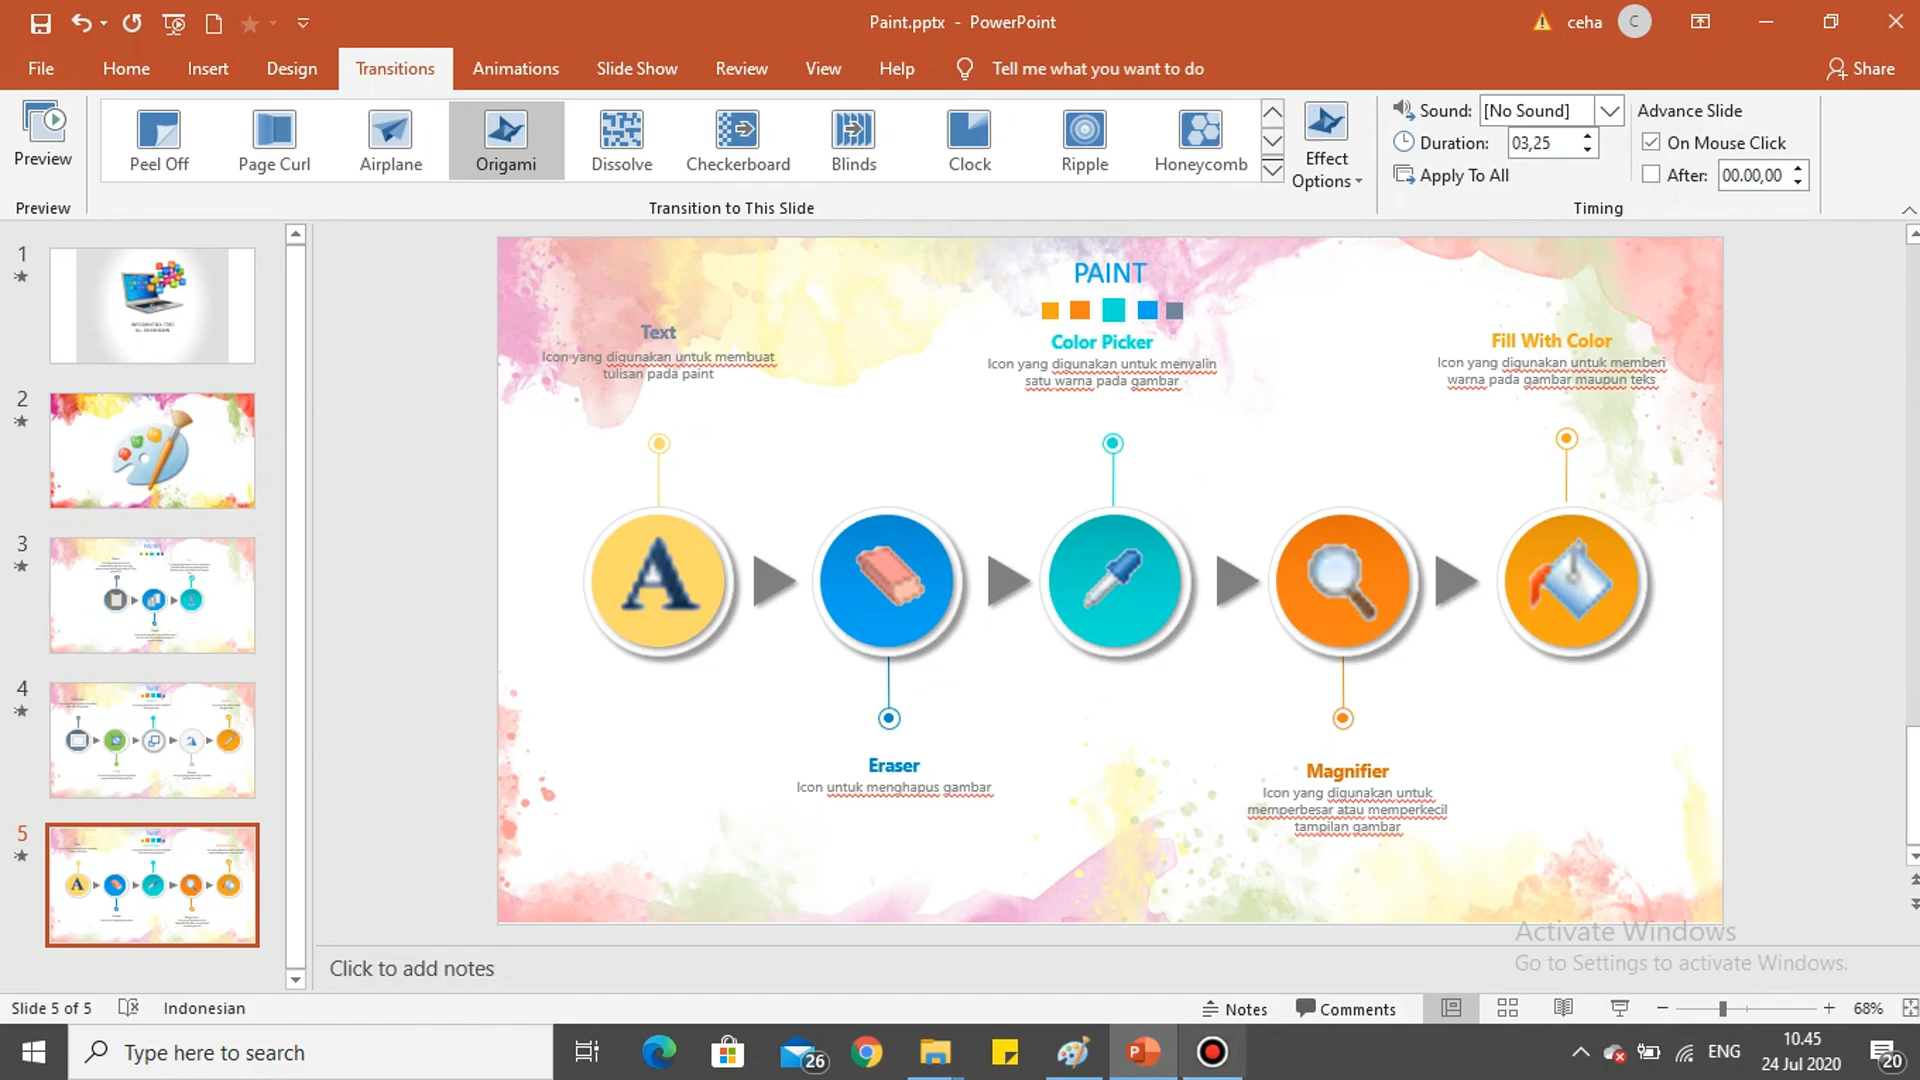 Paint.pptx - PowerPoint
ceha
C
File
Home
Insert
Design
Transitions
Animations
Slide Show
Review
View
Help
Tell me what you want to do
Share
Preview
Peel Off
Page Curl
Airplane
Origami
Dissolve
Checkerboard
Blinds
Clock
Ripple
Honeycomb
Effect
Options
Sound: [No Sound]
Duration: 03,25
Apply To All
Advance Slide
On Mouse Click
After: 00.00,00
Preview
Transition to This Slide
Timing
1
2
3
4
5
PAINT
Text
Icon yang digunakan untuk membuat
tulisan pada paint
Color Picker
Icon yang digunakan untuk menyalin
satu warna pada gambar
Fill With Color
Icon yang digunakan untuk memberi
warna pada gambar maupun teks
A
Eraser
Icon untuk menghapus gambar
Magnifier
Icon yang digunakan untuk
memperbesar atau memperkecil
tampilan gambar
Activate Windows
Go to Settings to activate Windows.
Click to add notes
Slide 5 of 5
Indonesian
Notes
Comments
68%
Type here to search
26
ENG
10.45
24 Jul 2020
20